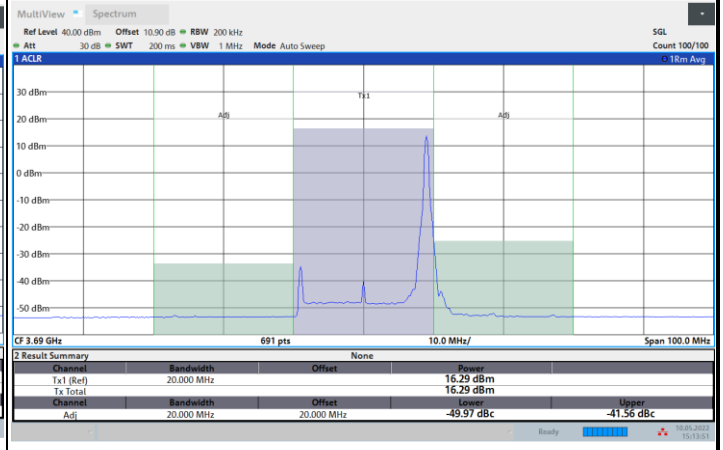 MultiView Spectrum
Ref Level 40.00 dBm Offset 10.90 dB RBW 200 kHz SGL
Att 30 dB SWT 200 ms VBW 1 MHz Mode Auto Sweep Count 100/100
1 ACLR 1Rm Avg
Tx1
Adj Adj
30 dBm
20 dBm
10 dBm
0 dBm
-10 dBm
-20 dBm
-30 dBm
-40 dBm
-50 dBm
CF 3.69 GHz 691 pts 10.0 MHz/ Span 100.0 MHz
2 Result Summary None
Channel Bandwidth Offset Power
Tx1 (Ref) 20.000 MHz 16.29 dBm
Tx Total 16.29 dBm
Channel Bandwidth Offset Lower Upper
Adj 20.000 MHz 20.000 MHz -49.97 dBc -41.56 dBc
Ready 10.05.2022
15:13:51